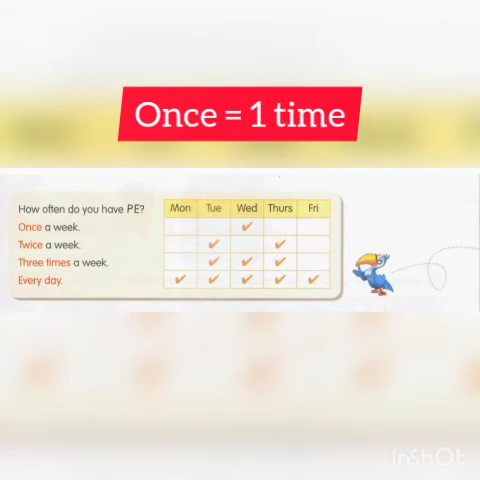 Once = 1 time
How often do you have PE? Mon Tue Wed Thurs Fri
Once a week.
Twice a week.
Three times a week.
Every day.
InShOt